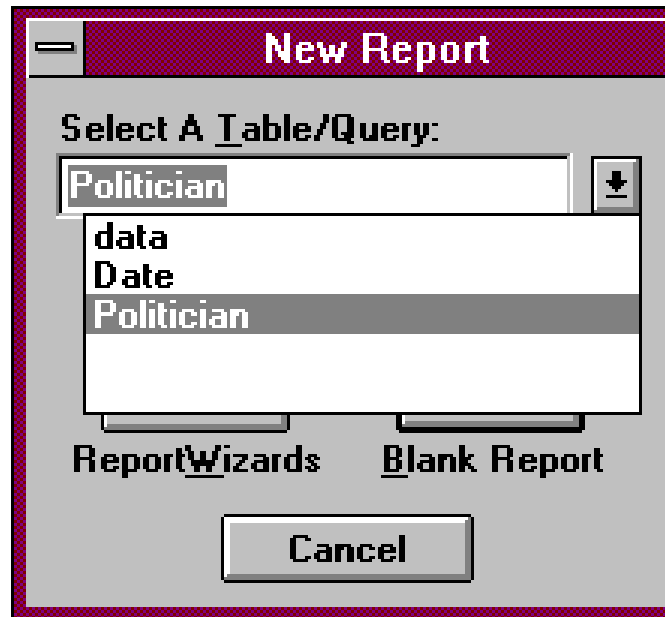 New Report
Select A Table/Query:
Politician
data
Date
Politician
ReportWizards Blank Report
Cancel